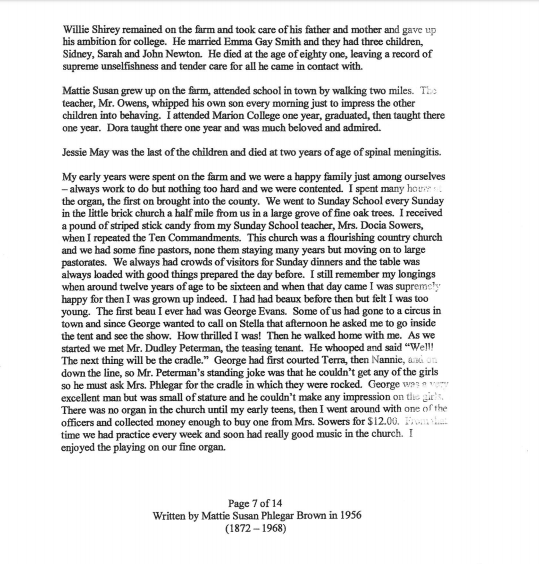 Willie Shirey remained on the farm and took care of his father and mother and gave up
his ambition for college. He married Emma Gay Smith and they had three children,
Sidney, Sarah and John Newton. He died at the age of eighty one, leaving a record of
supreme unselfishness and tender care for all he came in contact with.
Mattie Susan grew up on the farm, attended school in town by walking two miles. The
teacher, Mr. Owens, whipped his own son every morning just to impress the other
children into behaving. I attended Marion College one year, graduated, then taught there
one year. Dora taught there one year and was much beloved and admired.
Jessie May was the last of the children and died at two years of age of spinal meningitis.
My early years were spent on the farm and we were a happy family just among ourselves
– always work to do but nothing too hard and we were contented. I spent many
the organ, the first on brought into the county. We went to Sunday School every Sunday
in the little brick church a half mile from us in a large grove of fine oak trees. I received
a pound of striped stick candy from my Sunday School teacher, Mrs. Docia Sowers,
when I repeated the Ten Commandments. This church was a flourishing country church
and we had some fine pastors, none them staying many years but moving on to large
pastorates. We always had crowds of visitors for Sunday dinners and the table was
always loaded with good things prepared the day before. I still remember my longings
when around twelve years of age to be sixteen and when that day came I was supremely
happy for then I was grown up indeed. I had had beaux before then but felt I was too
young. The first beau I ever had was George Evans. Some of us had gone to a circus in
town and since George wanted to call on Stella that afternoon he asked me to go inside
the tent and see the show. How thrilled I was! Then he walked home with me. As we
started we met Mr. Dudley Peterman, the teasing tenant. He whooped and said “Well!
The next thing will be the cradle.” George had first courted Terra, then Nannie, and on
down the line, so Mr. Peterman’s standing joke was that he couldn’t get any of the girls
so he must ask Mrs. Phlegar for the cradle in which they were rocked. George was a very
excellent man but was small of stature and he couldn’t make any impression on the girls.
There was no organ in the church until my early teens, then I went around with one of the
officers and collected money enough to buy one from Mrs. Sowers for $12.00. From that
time we had practice every week and soon had really good music in the church. I
enjoyed the playing on our fine organ.
Page 7 of 14
Written by Mattie Susan Phlegar Brown in 1956
(1872 – 1968)